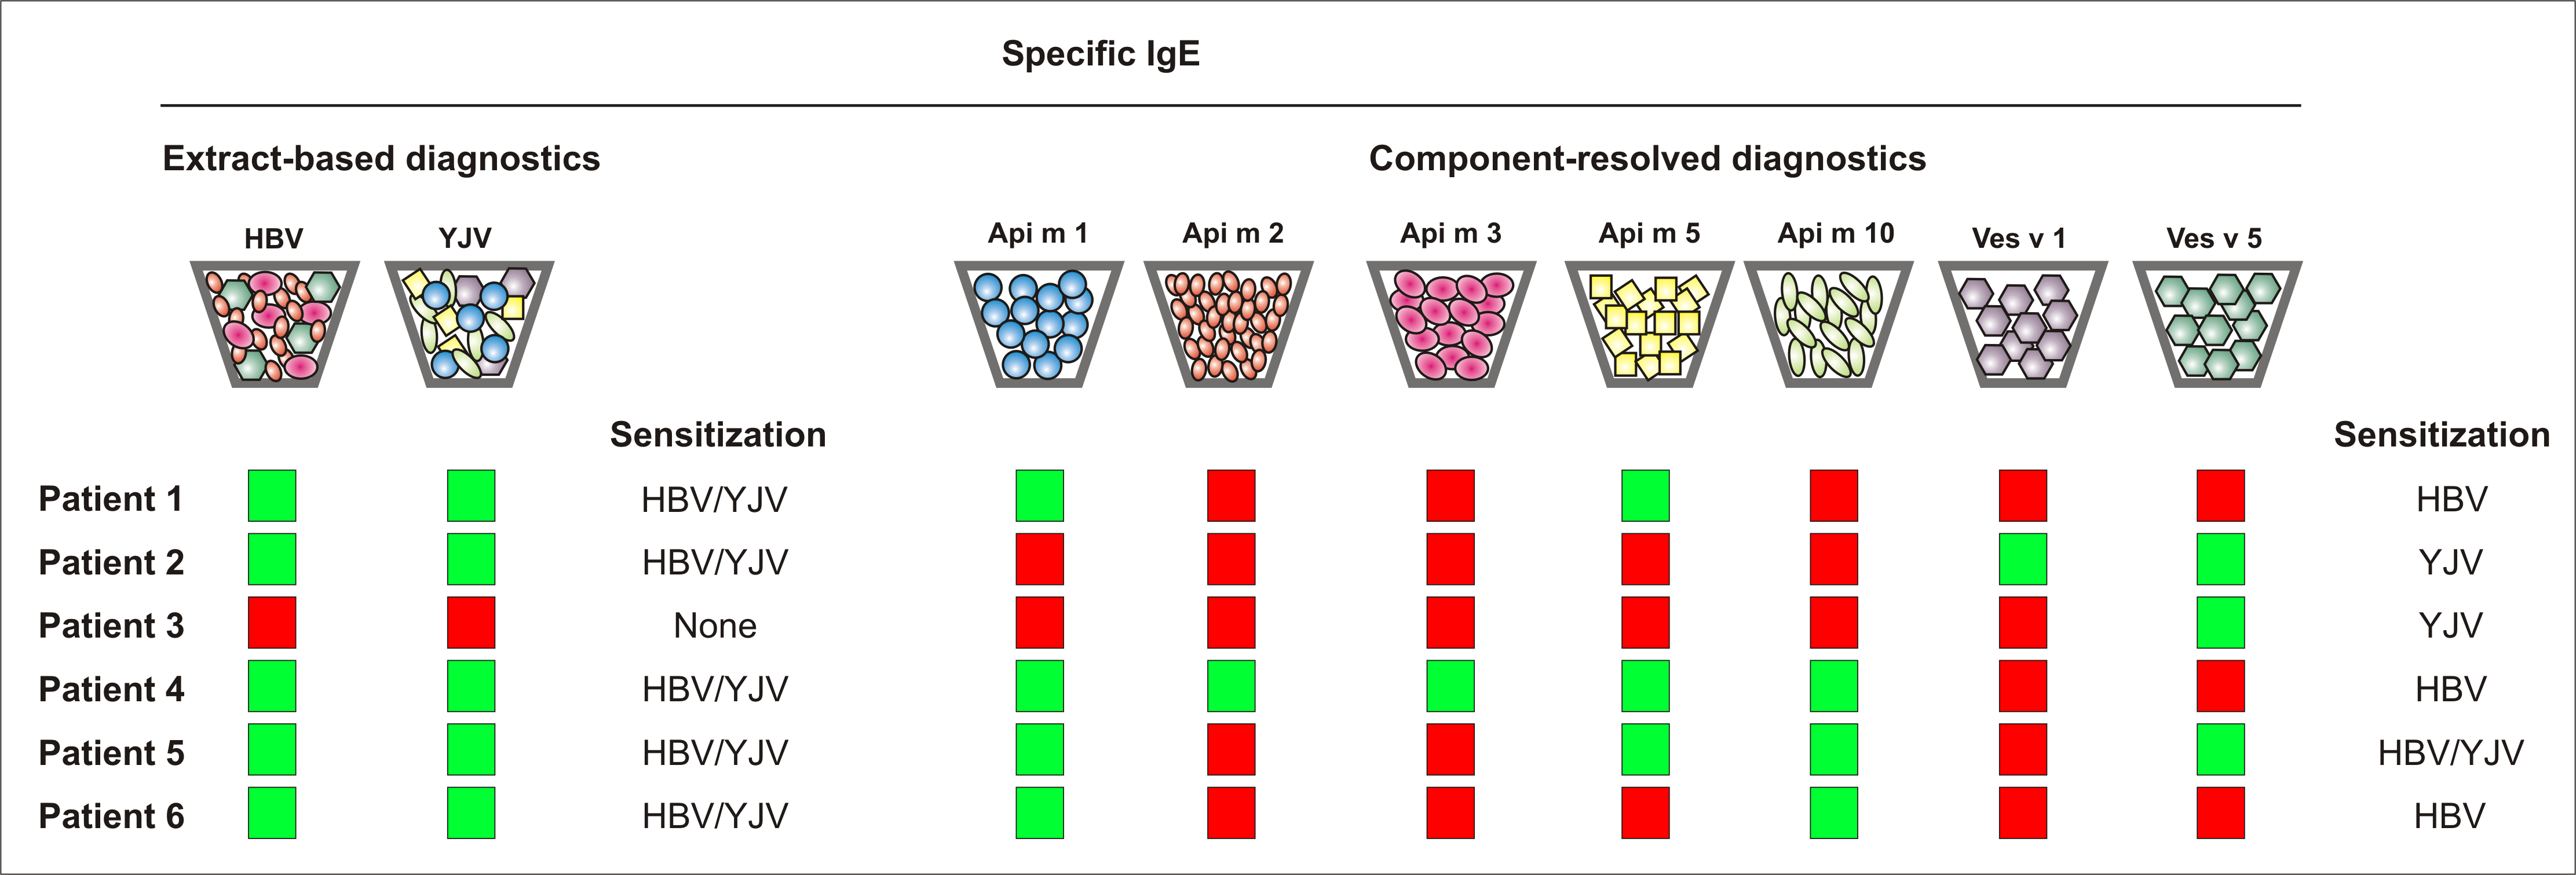 Specific IgE
Extract-based diagnostics
Component-resolved diagnostics
HBV YJV Api m 1 Api m 2 Api m 3 Api m 5 Api m 10 Ves v 1 Ves v 5
Sensitization Sensitization
Patient 1 HBV/YJV HBV
Patient 2 HBV/YJV YJV
Patient 3 None YJV
Patient 4 HBV/YJV HBV
Patient 5 HBV/YJV HBV/YJV
Patient 6 HBV/YJV HBV